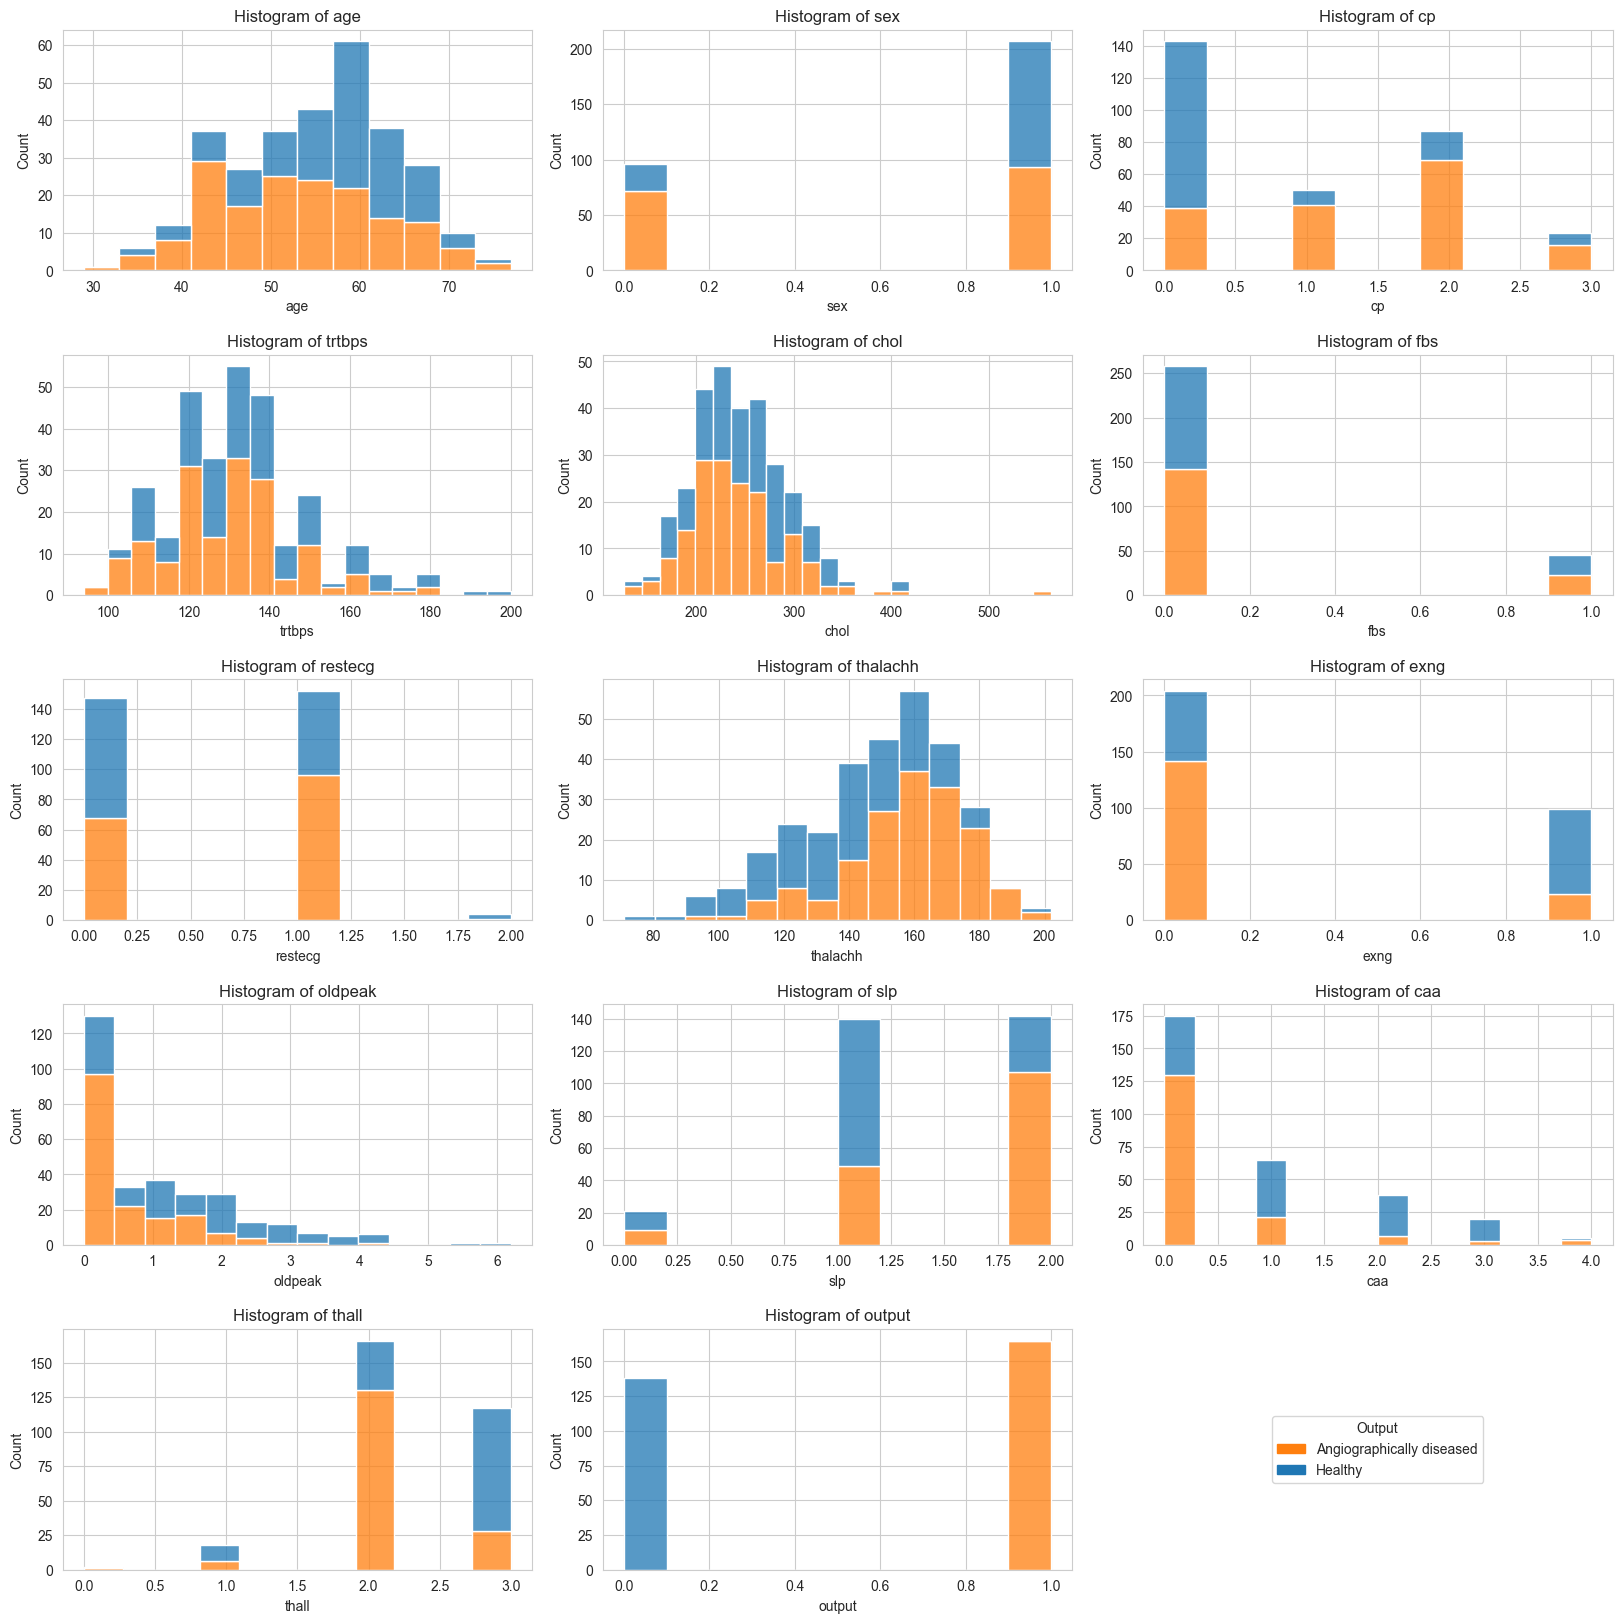 Histogram of age
Histogram of sex
Histogram of cp
Count
60
50
40
30
20
10
0
30 40 50 60 70
age
Count
200
150
100
50
0
0.0 0.2 0.4 0.6 0.8 1.0
sex
Count
140
120
100
80
60
40
20
0
0.0 0.5 1.0 1.5 2.0 2.5 3.0
cp
Histogram of trtbps
Histogram of chol
Histogram of fbs
Count
50
40
30
20
10
0
100 120 140 160 180 200
trtbps
Count
50
40
30
20
10
0
200 300 400 500
chol
Count
250
200
150
100
50
0
0.0 0.2 0.4 0.6 0.8 1.0
fbs
Histogram of restecg
Histogram of thalachh
Histogram of exng
Count
140
120
100
80
60
40
20
0
0.00 0.25 0.50 0.75 1.00 1.25 1.50 1.75 2.00
restecg
Count
50
40
30
20
10
0
80 100 120 140 160 180 200
thalachh
Count
200
150
100
50
0
0.0 0.2 0.4 0.6 0.8 1.0
exng
Histogram of oldpeak
Histogram of slp
Histogram of caa
Count
120
100
80
60
40
20
0
0 1 2 3 4 5 6
oldpeak
Count
140
120
100
80
60
40
20
0
0.00 0.25 0.50 0.75 1.00 1.25 1.50 1.75 2.00
slp
Count
175
150
125
100
75
50
25
0
0.0 0.5 1.0 1.5 2.0 2.5 3.0 3.5 4.0
caa
Histogram of thall
Histogram of output
Count
150
125
100
75
50
25
0
0.0 0.5 1.0 1.5 2.0 2.5 3.0
thall
Count
150
125
100
75
50
25
0
0.0 0.2 0.4 0.6 0.8 1.0
output
Output
Angiographically diseased
Healthy